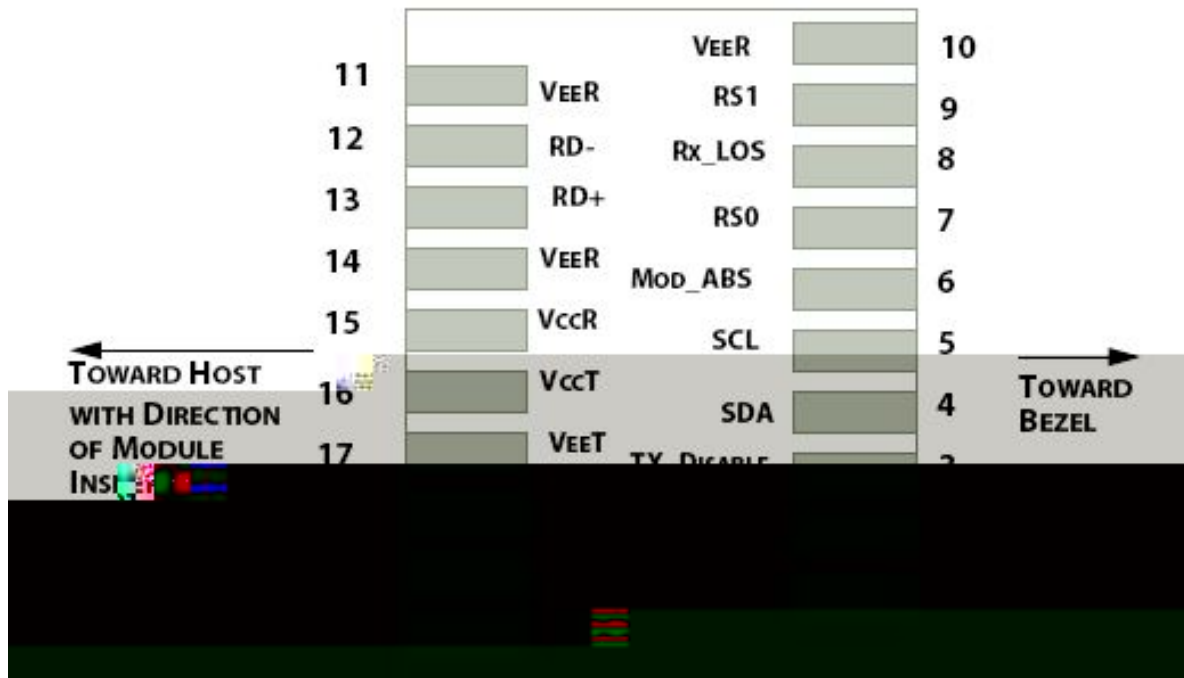 VEER 10
11 VEER
RS1 9
12 RD-
Rx_LOS 8
13 RD+
RS0 7
14 VEER
MOD_ABS 6
15 VCCR
SCL 5
TOWARD HOST
WITH DIRECTION
OF MODULE
16 VCCT
SDA 4
TOWARD
BEZEL
17 VEET
TX_DISABLE